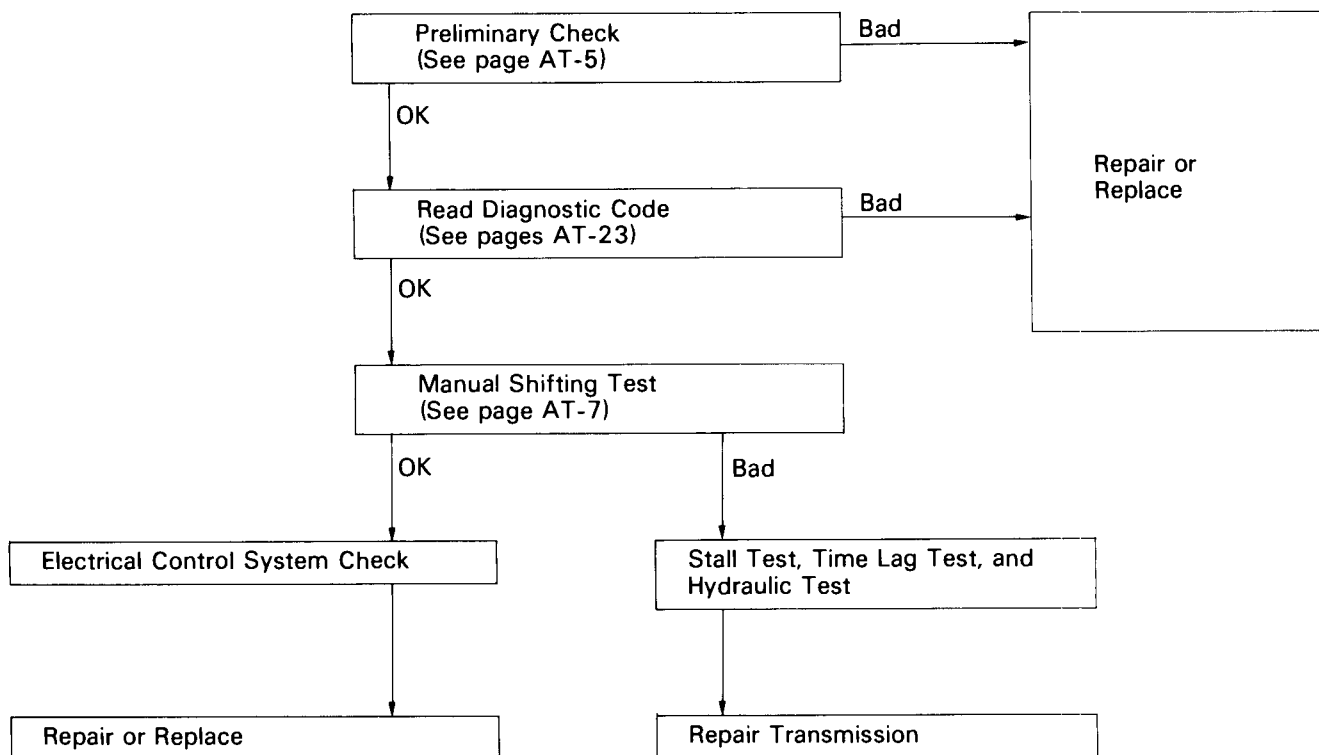 Preliminary Check
(See page AT-5)
Bad
OK
Repair or
Replace
Read Diagnostic Code
(See pages AT-23)
Bad
OK
Manual Shifting Test
(See page AT-7)
OK
Bad
Electrical Control System Check
Stall Test, Time Lag Test, and
Hydraulic Test
Repair or Replace
Repair Transmission